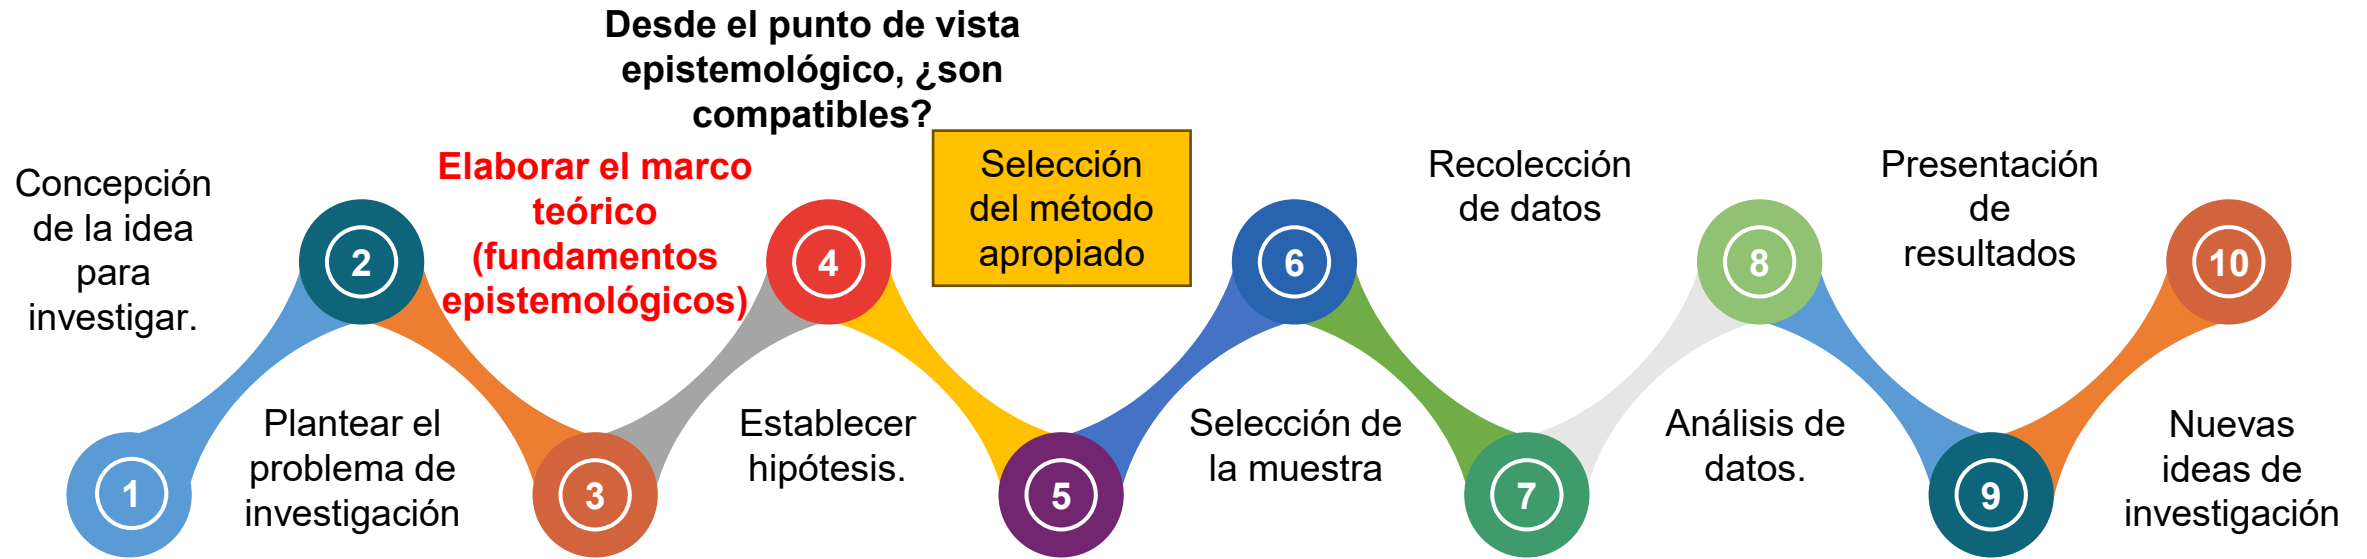 Desde el punto de vista
epistemológico, ¿son
compatibles?
Concepción
de la idea
para
investigar.
1
2
Plantear el
problema de
investigación
Elaborar el marco
teórico
(fundamentos
epistemológicos)
3
4
Establecer
hipótesis.
Selección
del método
apropiado
5
6
Selección de
la muestra
Recolección
de datos
7
8
Análisis de
datos.
Presentación
de
resultados
9
10
Nuevas
ideas de
investigación